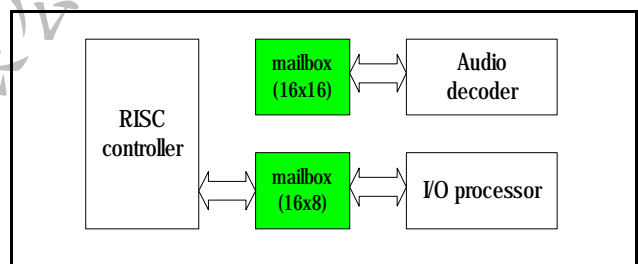 RISC
controller
mailbox
(16x16)
Audio
decoder
mailbox
(16x8)
I/O processor